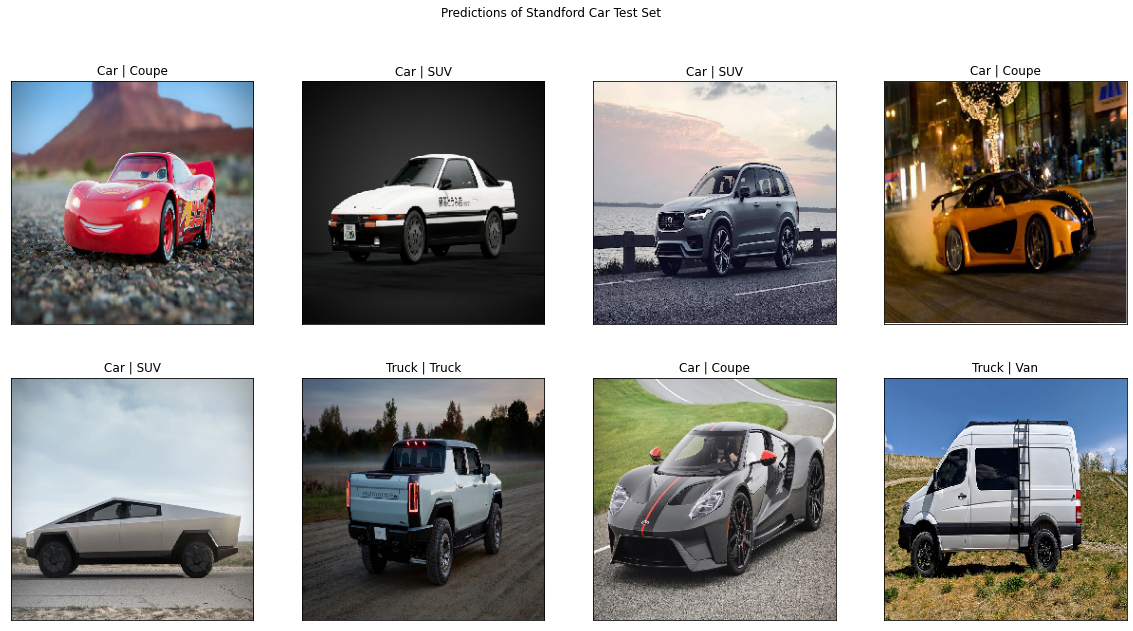 Predictions of Standford Car Test Set
Car | Coupe
Car | SUV
Car | SUV
Car | Coupe
Car | SUV
Truck | Truck
Car | Coupe
Truck | Van